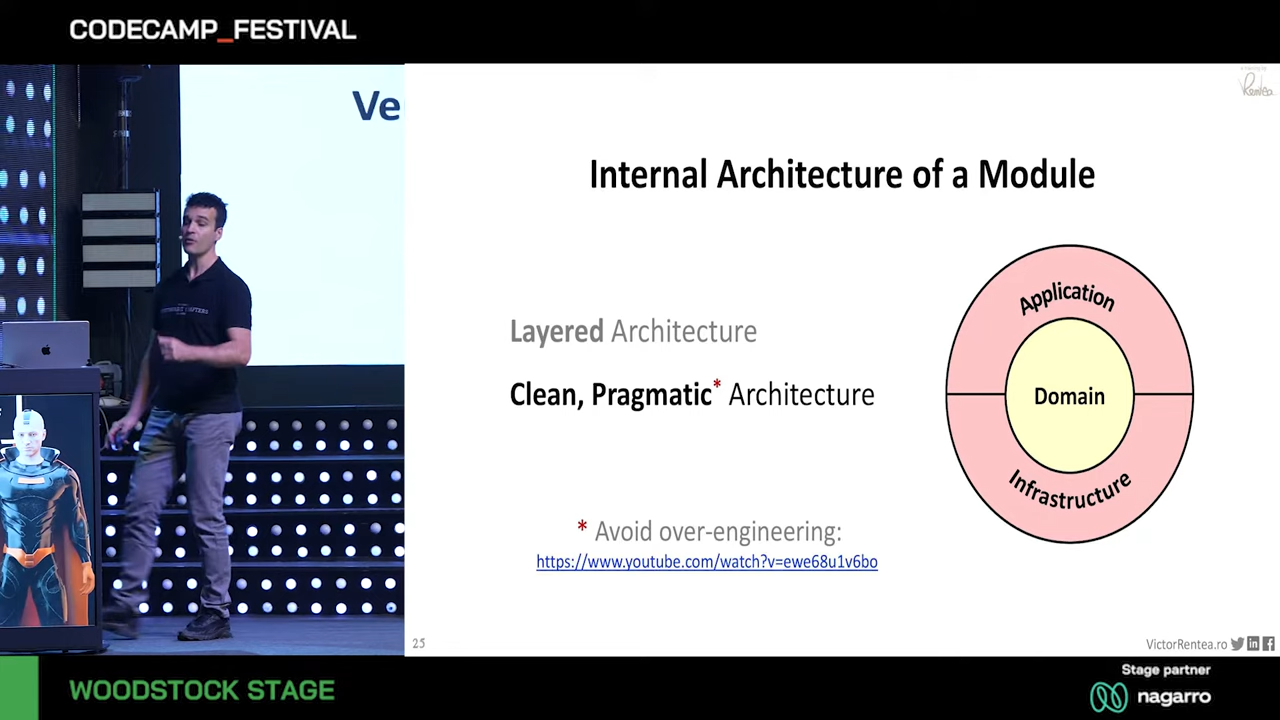 CODECAMP_FESTIVAL
Ve
Rentea
Internal Architecture of a Module
Layered Architecture
Clean, Pragmatic* Architecture
Application
Domain
Infrastructure
* Avoid over-engineering:
https://www.youtube.com/watch?v=ewe68u1v6bo
25
VictorRentea.ro
WOODSTOCK STAGE
Stage partner
nagarro